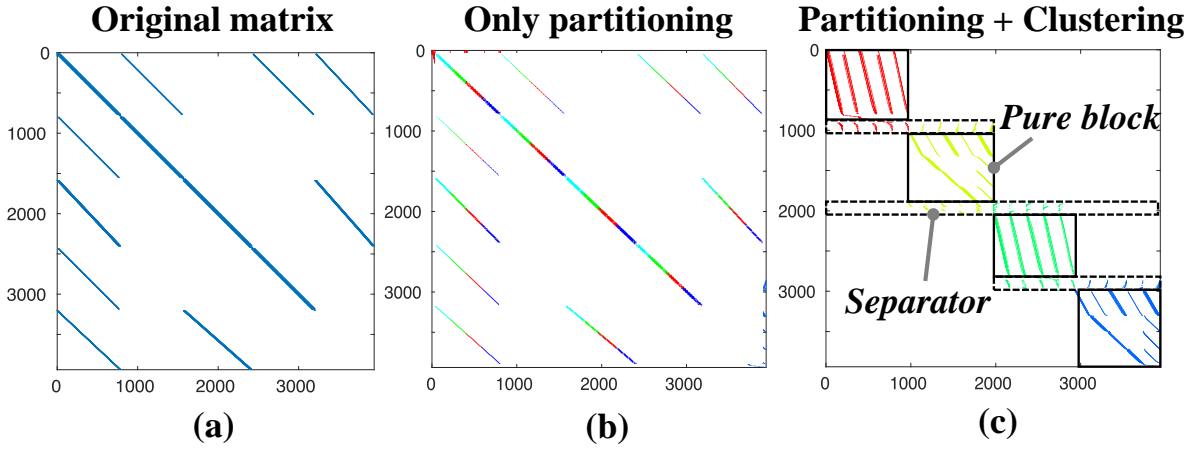 Original matrix
Only partitioning
Partitioning + Clustering
0
1000
2000
3000
0 1000 2000 3000
(a)
0
1000
2000
3000
0 1000 2000 3000
(b)
0
1000
2000
3000
0 1000 2000 3000
Pure block
Separator
(c)